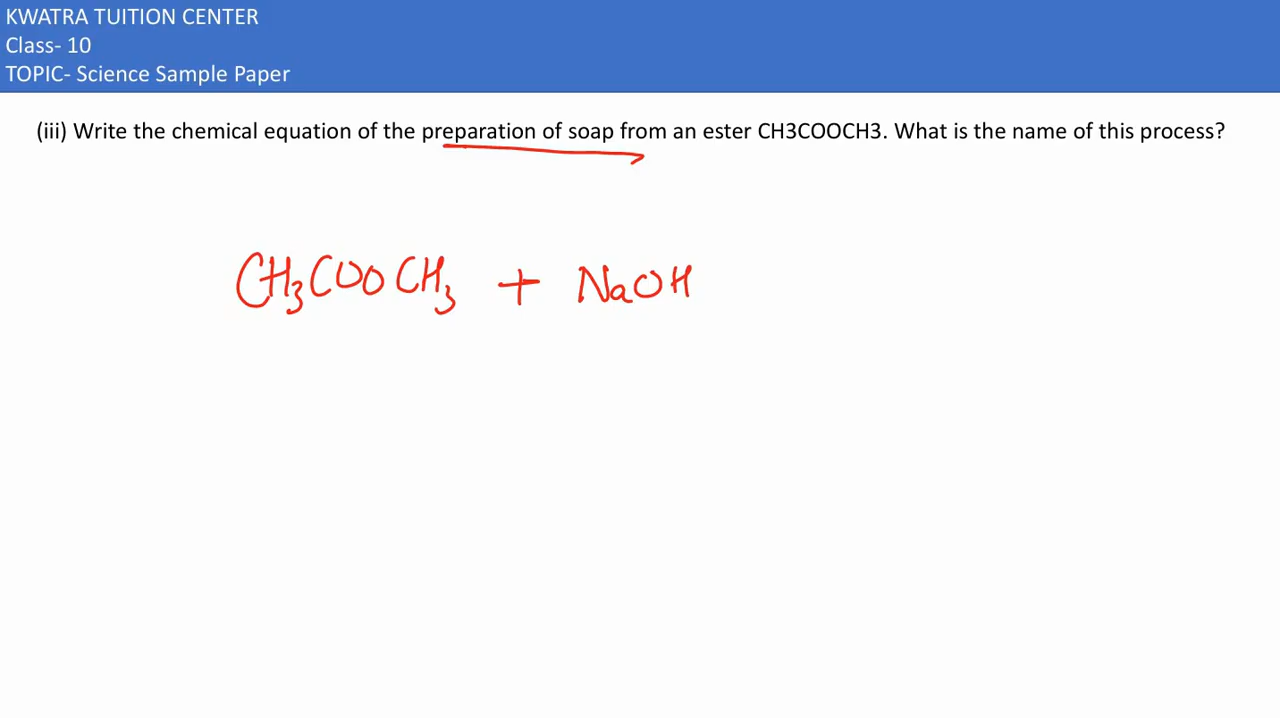 KWATRA TUITION CENTER
Class- 10
TOPIC- Science Sample Paper
(iii) Write the chemical equation of the preparation of soap from an ester CH3COOCH3. What is the name of this process?
CH₃COOCH₃ + NaOH